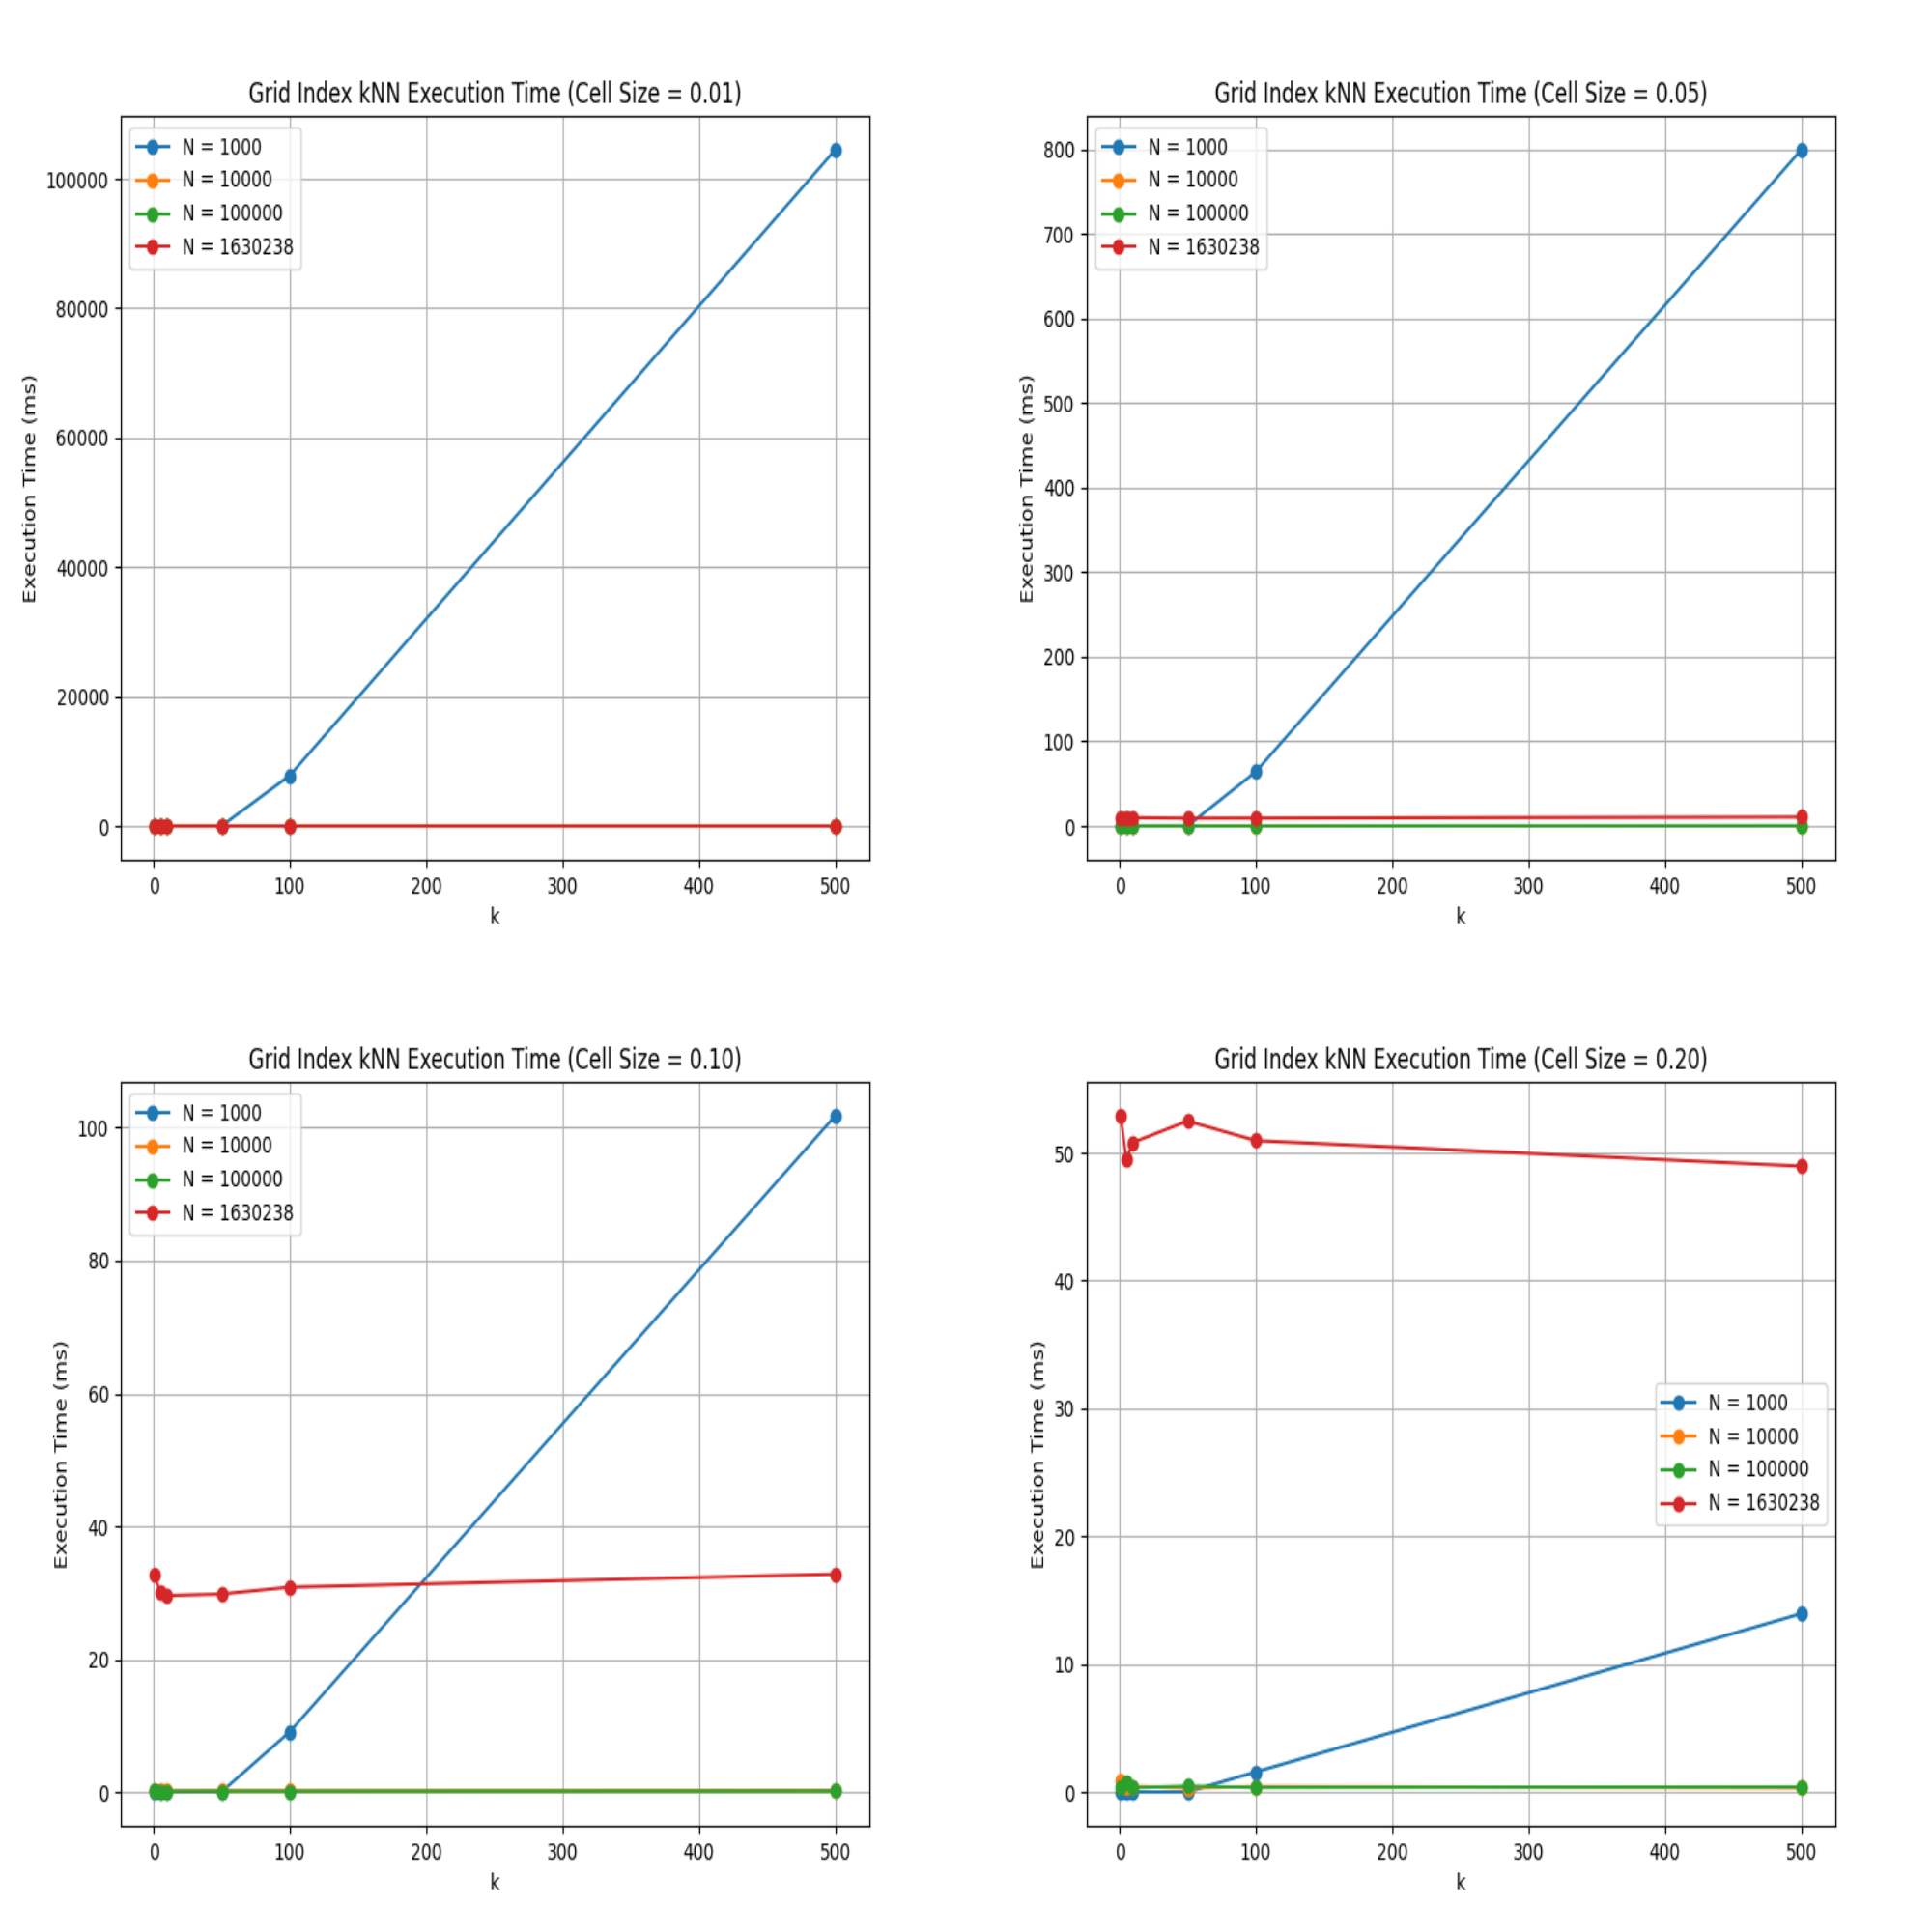 Grid Index kNN Execution Time (Cell Size = 0.01)
N = 1000
N = 10000
N = 100000
N = 1630238
100000
80000
60000
40000
20000
0
Execution Time (ms)
0 100 200 300 400 500
k
Grid Index kNN Execution Time (Cell Size = 0.05)
N = 1000
N = 10000
N = 100000
N = 1630238
800
700
600
500
400
300
200
100
0
Execution Time (ms)
0 100 200 300 400 500
k
Grid Index kNN Execution Time (Cell Size = 0.10)
N = 1000
N = 10000
N = 100000
N = 1630238
100
80
60
40
20
0
Execution Time (ms)
0 100 200 300 400 500
k
Grid Index kNN Execution Time (Cell Size = 0.20)
50
40
30
20
10
0
Execution Time (ms)
N = 1000
N = 10000
N = 100000
N = 1630238
0 100 200 300 400 500
k